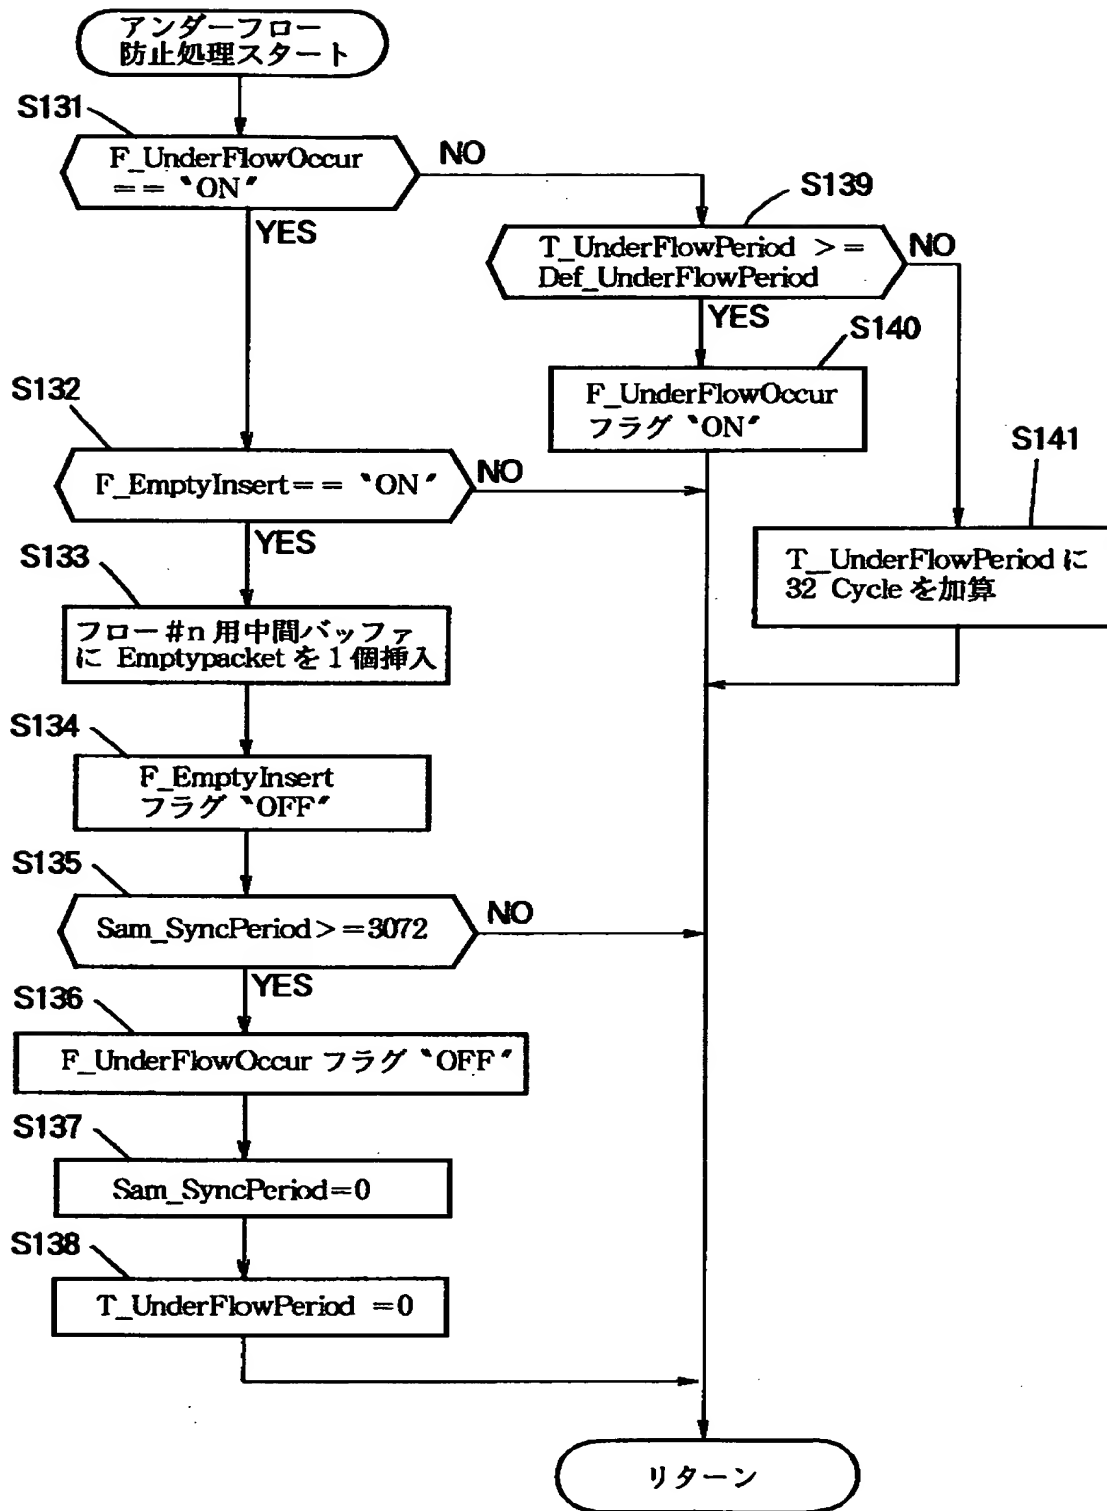 アンダーフロー
防止処理スタート
S131
F_UnderFlowOccur
== 〝ON〞
NO
YES
S139
T_UnderFlowPeriod >=
Def_UnderFlowPeriod
NO
YES
S140
F_UnderFlowOccur
フラグ 〝ON〞
S141
T_UnderFlowPeriod に
32 Cycle を加算
S132
F_EmptyInsert== 〝ON〞
NO
YES
S133
フロー #n 用中間バッファ
に Emptypacket を 1 個挿入
S134
F_EmptyInsert
フラグ 〝OFF〞
S135
Sam_SyncPeriod>=3072
NO
YES
S136
F_UnderFlowOccur フラグ 〝OFF〞
S137
Sam_SyncPeriod=0
S138
T_UnderFlowPeriod =0
リターン